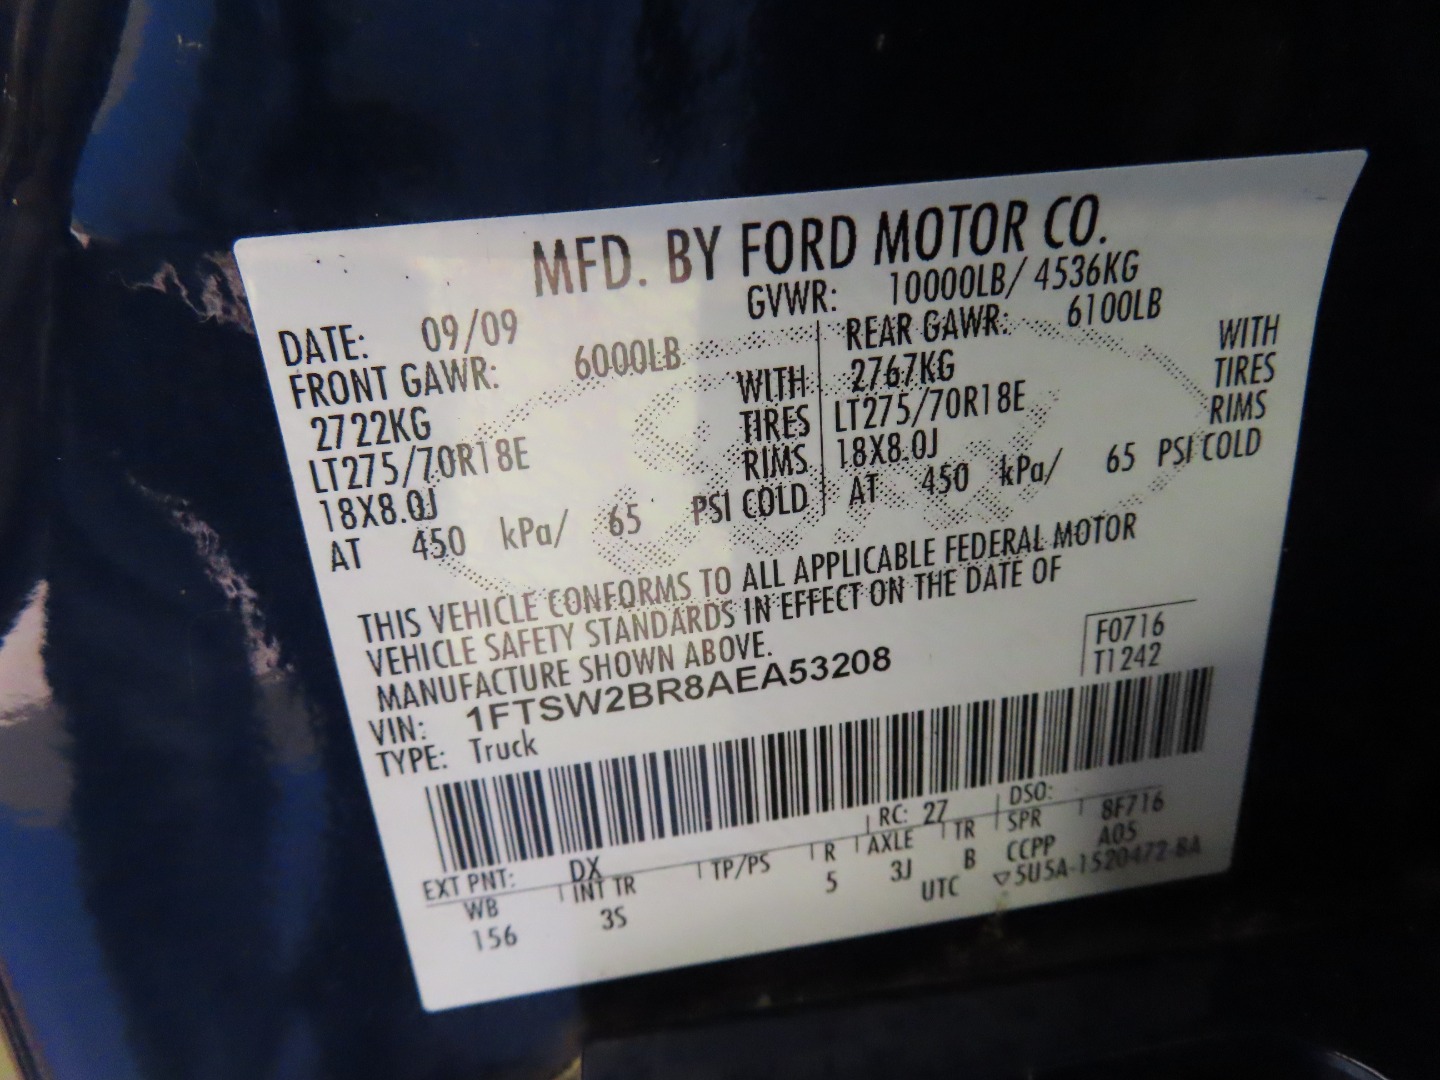 MFD. BY FORD MOTOR CO.
DATE: 09/09 GVWR: 10000LB/ 4536KG
FRONT GAWR: 6000LB REAR GAWR: 6100LB
2722KG WITH 2767KG WITH
LT275/70R18E TIRES LT275/70R18E TIRES
18X8.0J RIMS 18X8.0J RIMS
AT 450 kPa/ 65 PSI COLD AT 450 kPa/ 65 PSI COLD
THIS VEHICLE CONFORMS TO ALL APPLICABLE FEDERAL MOTOR
VEHICLE SAFETY STANDARDS IN EFFECT ON THE DATE OF
MANUFACTURE SHOWN ABOVE.
VIN: 1FTSW2BR8AEA53208 F0716
TYPE: Truck T1242
EXT PNT: DX RC: 27 DSO: 8F716
WB INT TR TP/PS R AXLE TR SPR A05
156 3S 5 3J B CCPP
UTC ▽5U5A-1520472-BA